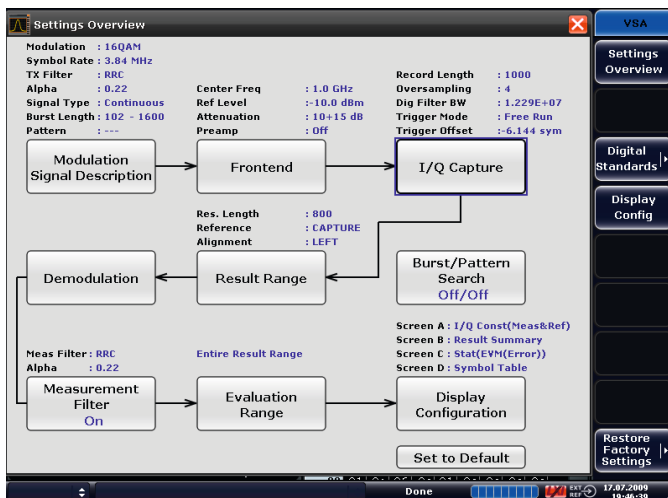 Settings Overview
VSA
Modulation : 16QAM
Symbol Rate : 3.84 MHz
TX Filter : RRC
Alpha : 0.22
Signal Type : Continuous
Burst Length : 102 - 1600
Pattern : ---
Center Freq : 1.0 GHz
Ref Level :-10.0 dBm
Attenuation : 10+15 dB
Preamp : Off
Record Length : 1000
Oversampling : 4
Dig Filter BW : 1.229E+07
Trigger Mode : Free Run
Trigger Offset :-6.144 sym
Modulation
Signal Description
Frontend
I/Q Capture
Res. Length : 800
Reference : CAPTURE
Alignment : LEFT
Demodulation
Result Range
Burst/Pattern
Search
Off/Off
Screen A : I/Q Const(Meas&Ref)
Screen B : Result Summary
Screen C : Stat(EVM(Error))
Screen D : Symbol Table
Meas Filter : RRC
Alpha : 0.22
Entire Result Range
Measurement
Filter
On
Evaluation
Range
Display
Configuration
Set to Default
Settings
Overview
Digital
Standards
Display
Config
Restore
Factory
Settings
Done
EXT
REF
17.07.2009
19:46:39